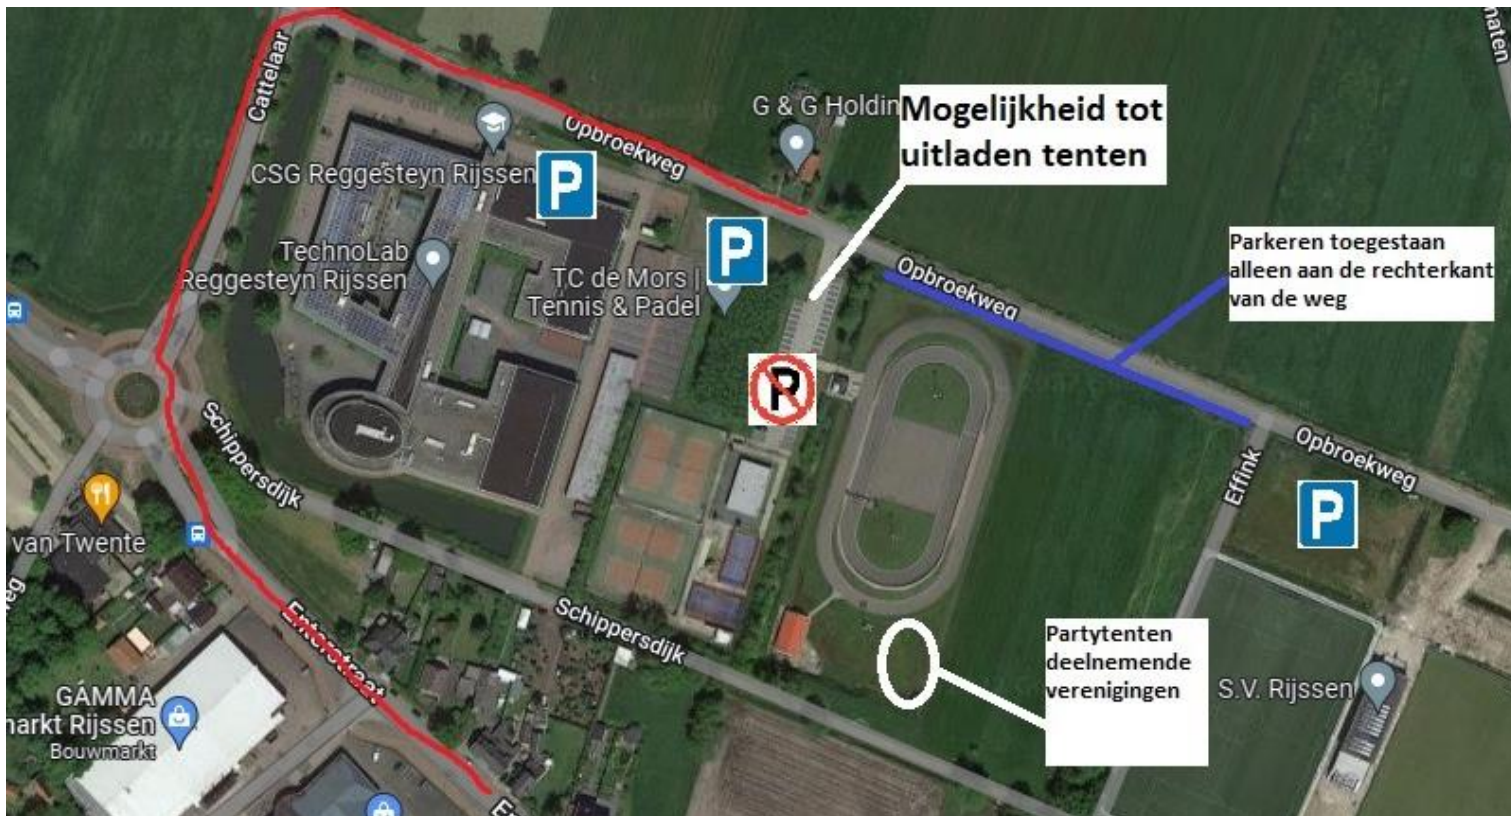 maten
Cattelaar
G & G Holdin
Mogelijkheid tot
uitladen tenten
Opbroekweg
CSG Reggesteyn Rijssen
P
P
TechnoLab
Reggesteyn Rijssen
T.C de Mors |
Tennis & Padel
Opbroekweg
Parkeren toegestaan
alleen aan de rechterkant
van de weg
P
Schippersdijk
Effink
Opbroekweg
P
van Twente
eg
Enterstraat
Schippersdijk
Partytenten
deelnemende
verenigingen
S.V. Rijssen
GAMMA
markt Rijssen
Bouwmarkt